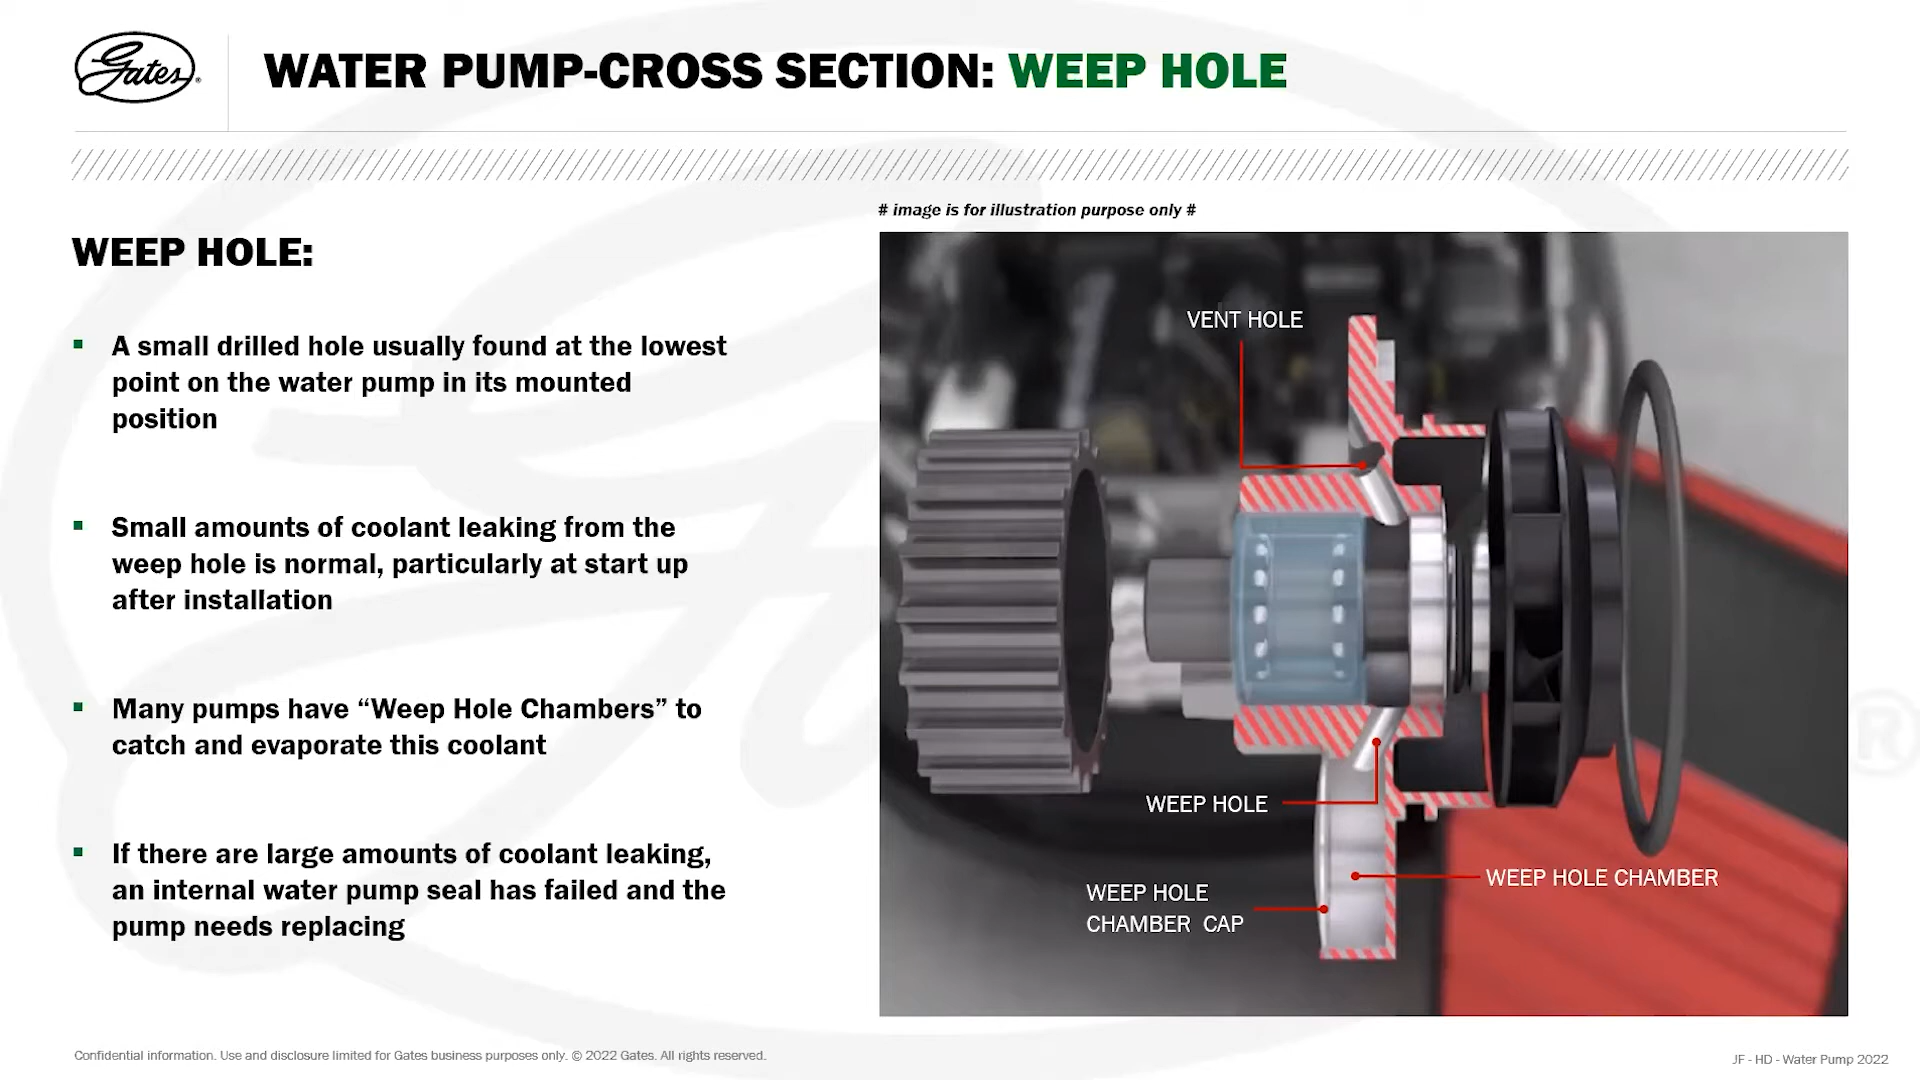 Gates®
WATER PUMP-CROSS SECTION: WEEP HOLE
# image is for illustration purpose only #
WEEP HOLE:
▪ A small drilled hole usually found at the lowest
point on the water pump in its mounted
position
▪ Small amounts of coolant leaking from the
weep hole is normal, particularly at start up
after installation
▪ Many pumps have “Weep Hole Chambers” to
catch and evaporate this coolant
▪ If there are large amounts of coolant leaking,
an internal water pump seal has failed and the
pump needs replacing
VENT HOLE
WEEP HOLE
WEEP HOLE CHAMBER
WEEP HOLE
CHAMBER CAP
®
Confidential information. Use and disclosure limited for Gates business purposes only. © 2022 Gates. All rights reserved.
JF - HD - Water Pump 2022